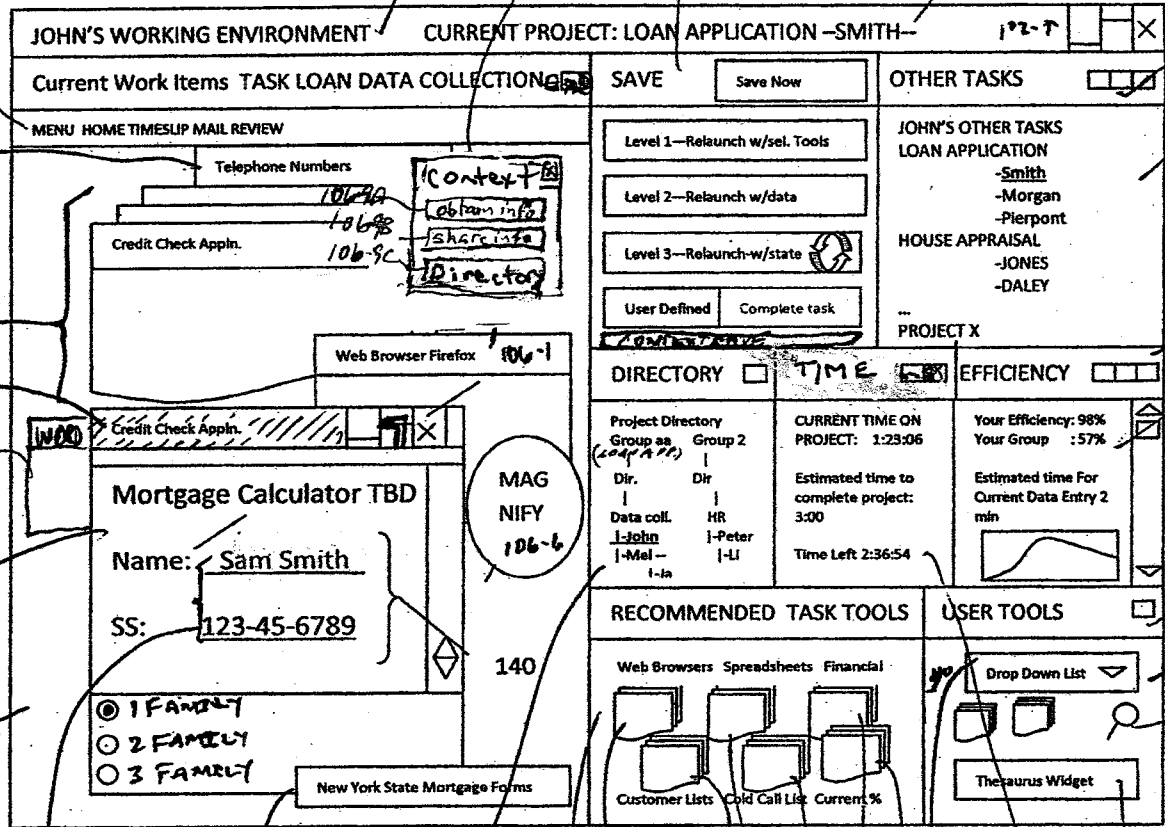 JOHN'S WORKING ENVIRONMENT CURRENT PROJECT: LOAN APPLICATION –SMITH--
Current Work Items TASK LOAN DATA COLLECTION
MENU HOME TIMESLIP MAIL REVIEW
Telephone Numbers
Context
106-9A
obtain info
106-9B
share info
106-9C
Directory
Credit Check Appln.
Web Browser Firefox 106-1
WORD
Credit Check Appln.
Mortgage Calculator TBD
Name: Sam Smith
SS: 123-45-6789
MAG
NIFY
106-6
140
1 FAMILY
2 FAMILY
3 FAMILY
New York State Mortgage Forms
SAVE Save Now
Level 1—Relaunch w/sel. Tools
Level 2—Relaunch w/data
Level 3—Relaunch-w/state
User Defined Complete task
OTHER TASKS
JOHN'S OTHER TASKS
LOAN APPLICATION
-Smith
-Morgan
-Pierpont
HOUSE APPRAISAL
-JONES
-DALEY
...
PROJECT X
DIRECTORY
Project Directory
Group aa Group 2
(LOAN APP.)
Dir. Dir
Data coll. HR
|-John |-Peter
|-Mel -- |-Li
|-Ja
TIME
CURRENT TIME ON
PROJECT: 1:23:06
Estimated time to
complete project:
3:00
Time Left 2:36:54
EFFICIENCY
Your Efficiency: 98%
Your Group : 57%
Estimated time For
Current Data Entry 2
min
RECOMMENDED TASK TOOLS
Web Browsers Spreadsheets Financial
Customer Lists Cold Call List Current %
USER TOOLS
Drop Down List
Thesaurus Widget